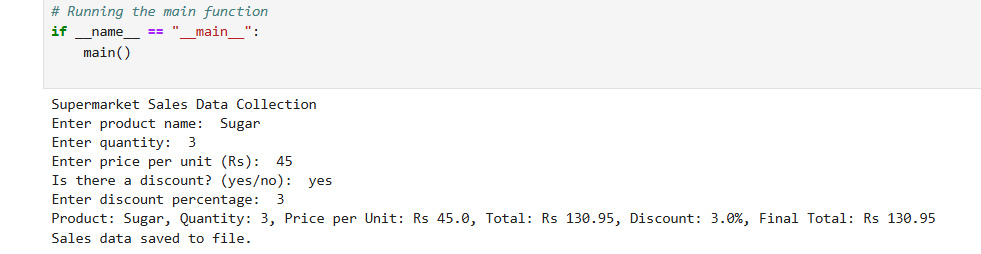 # Running the main function
if __name__ == "__main__":
    main()
Supermarket Sales Data Collection
Enter product name:  Sugar
Enter quantity:  3
Enter price per unit (Rs):  45
Is there a discount? (yes/no):  yes
Enter discount percentage:  3
Product: Sugar, Quantity: 3, Price per Unit: Rs 45.0, Total: Rs 130.95, Discount: 3.0%, Final Total: Rs 130.95
Sales data saved to file.